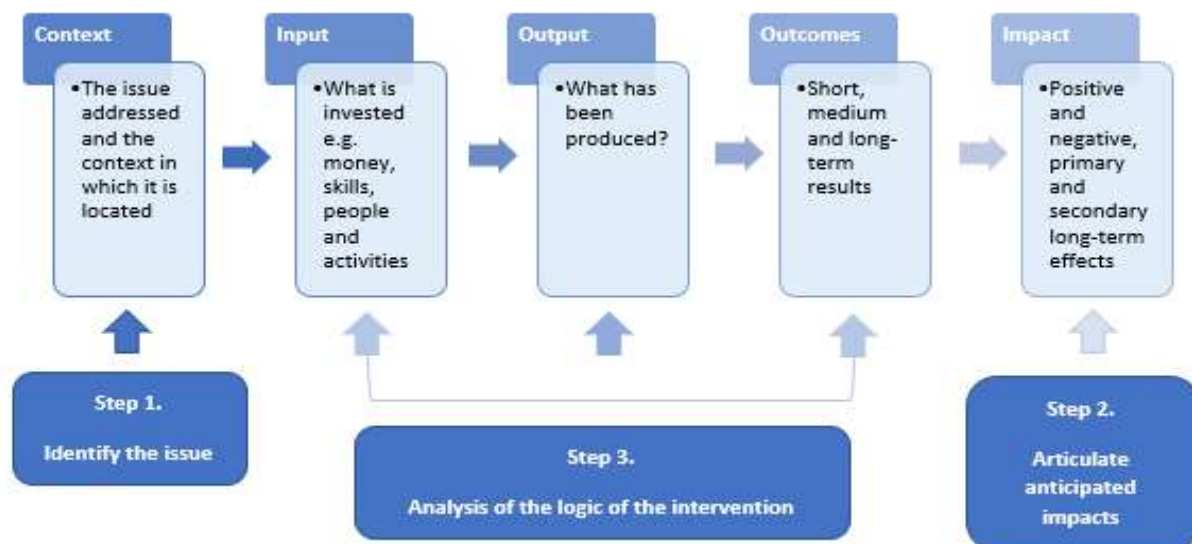 Context
•The issue
addressed
and the
context in
which it is
located
Input
•What is
invested
e.g.
money,
skills,
people
and
activities
Output
•What has
been
produced?
Outcomes
•Short,
medium
and long-
term
results
Impact
•Positive
and
negative,
primary
and
secondary
long-term
effects
Step 1.
Identify the issue
Step 3.
Analysis of the logic of the intervention
Step 2.
Articulate
anticipated
impacts